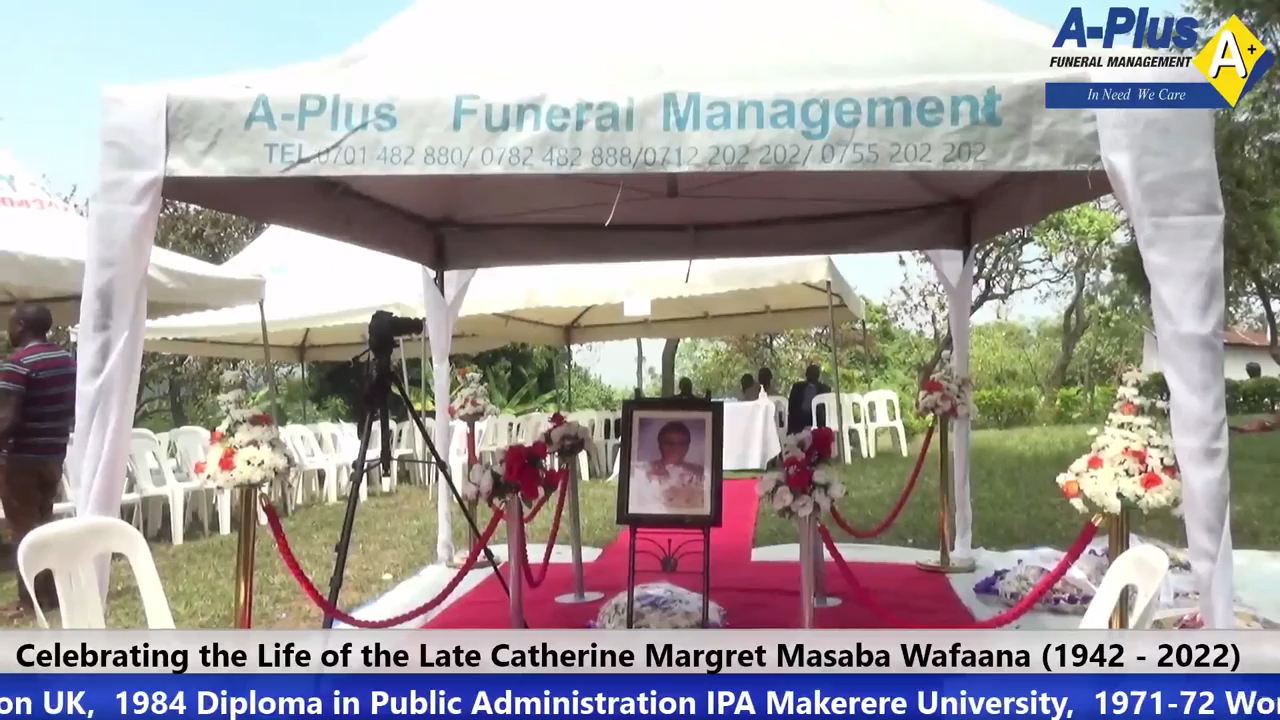 A-Plus
FUNERAL MANAGEMENT
A+
In Need We Care
A-Plus Funeral Management
TEL 0701 482 880/ 0782 482 888/0712 202 202/ 0755 202 202
Celebrating the Life of the Late Catherine Margret Masaba Wafaana (1942 - 2022)
on UK, 1984 Diploma in Public Administration IPA Makerere University, 1971-72 Wo